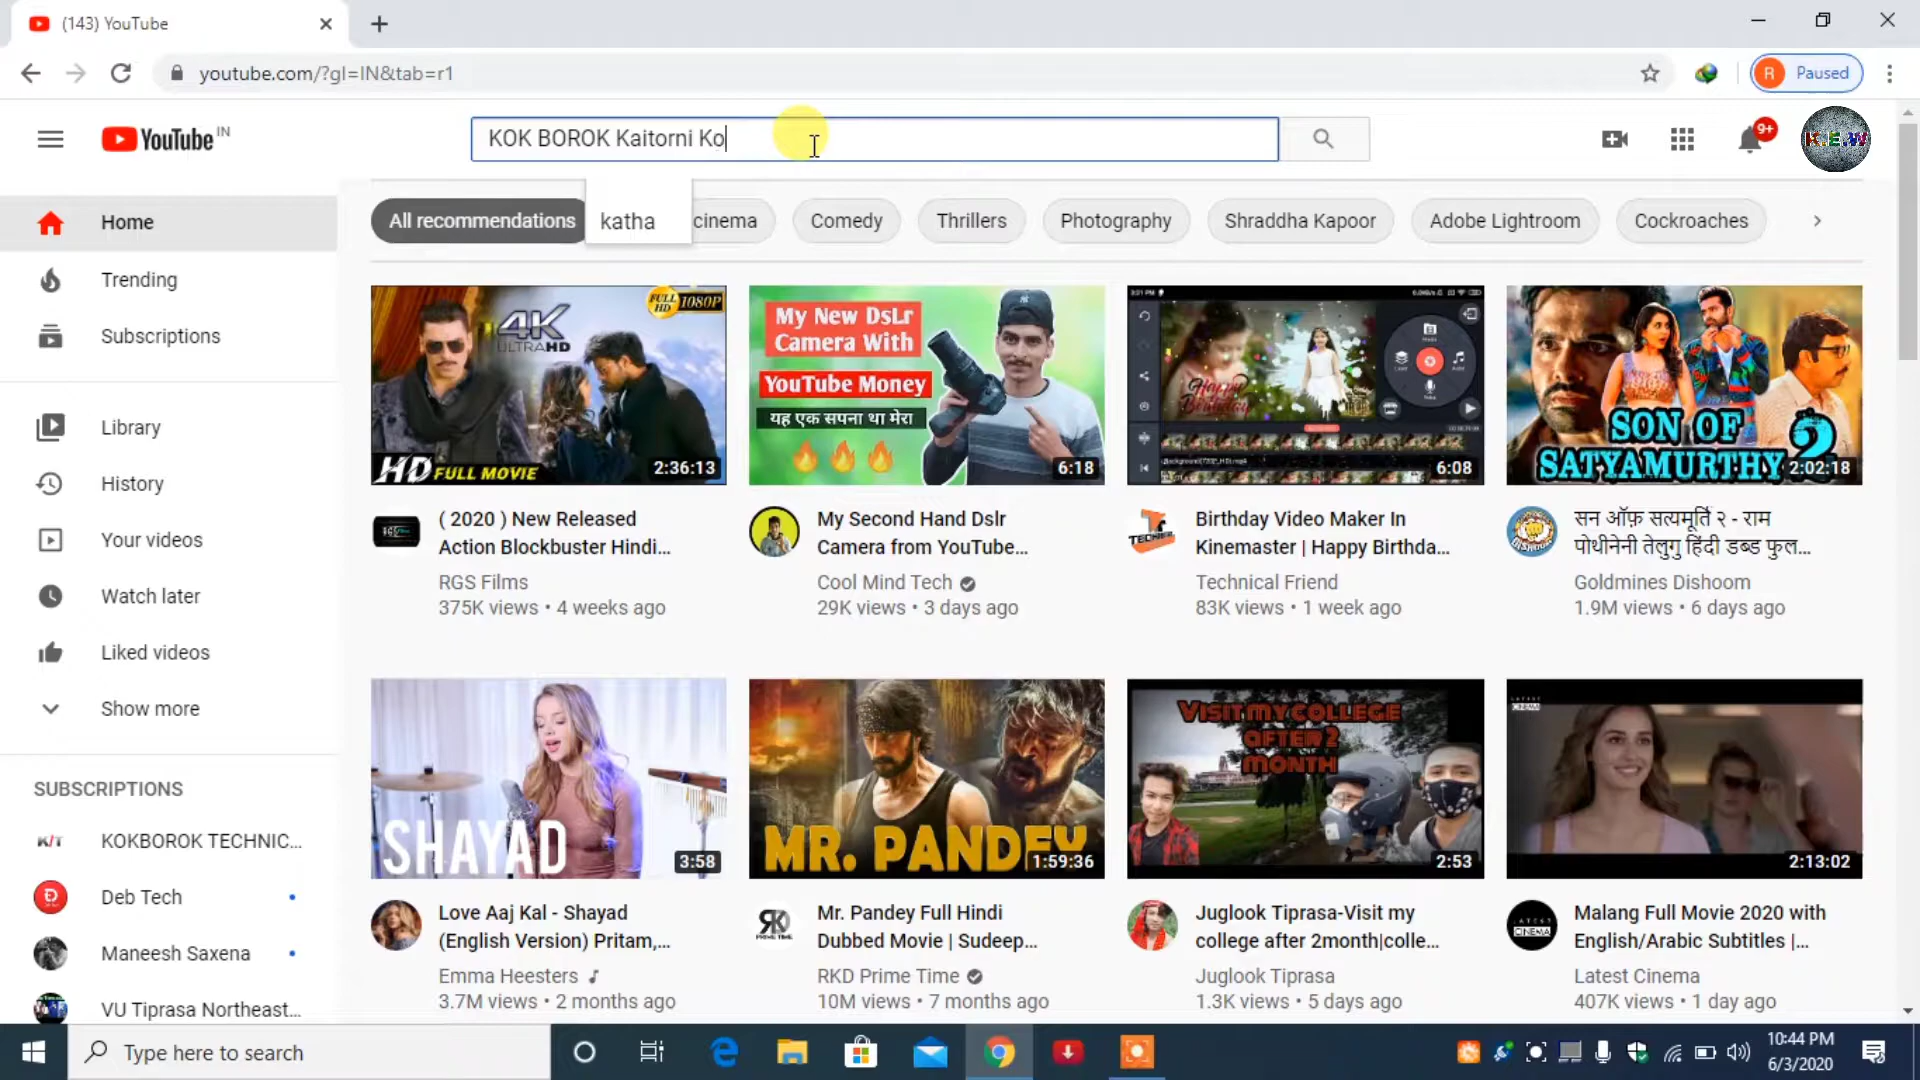 (143) YouTube
youtube.com/?gl=IN&tab=r1
R Paused
YouTube IN
KOK BOROK Kaitorni Ko
9+
K.E.W
Home
All recommendations
katha
cinema
Comedy
Thrillers
Photography
Shraddha Kapoor
Adobe Lightroom
Cockroaches
Trending
Subscriptions
Library
History
Your videos
Watch later
Liked videos
Show more
SUBSCRIPTIONS
KOKBOROK TECHNIC...
Deb Tech
Maneesh Saxena
VU Tiprasa Northeast...
4K
ULTRAHD
FULL HD 1080P
HD FULL MOVIE
2:36:13
( 2020 ) New Released
Action Blockbuster Hindi...
RGS Films
375K views • 4 weeks ago
My New DsLr
Camera With
YouTube Money
यह एक सपना था मेरा
6:18
My Second Hand Dslr
Camera from YouTube...
Cool Mind Tech
29K views • 3 days ago
Happy Birthday
6:08
Birthday Video Maker In
Kinemaster | Happy Birthda...
Technical Friend
83K views • 1 week ago
SON OF
SATYAMURTHY 2
2:02:18
सन ऑफ़ सत्यमूर्ति २ - राम
पोथीनेनी तेलुगु हिंदी डब्ड फुल...
Goldmines Dishoom
1.9M views • 6 days ago
SHAYAD
3:58
Love Aaj Kal - Shayad
(English Version) Pritam,...
Emma Heesters
3.7M views • 2 months ago
MR. PANDEY
1:59:36
Mr. Pandey Full Hindi
Dubbed Movie | Sudeep...
RKD Prime Time
10M views • 7 months ago
VISIT MY COLLEGE
AFTER 2
MONTH
2:53
Juglook Tiprasa-Visit my
college after 2month|colle...
Juglook Tiprasa
1.3K views • 5 days ago
LATEST
CINEMA
2:13:02
Malang Full Movie 2020 with
English/Arabic Subtitles |...
Latest Cinema
407K views • 1 day ago
Type here to search
10:44 PM
6/3/2020